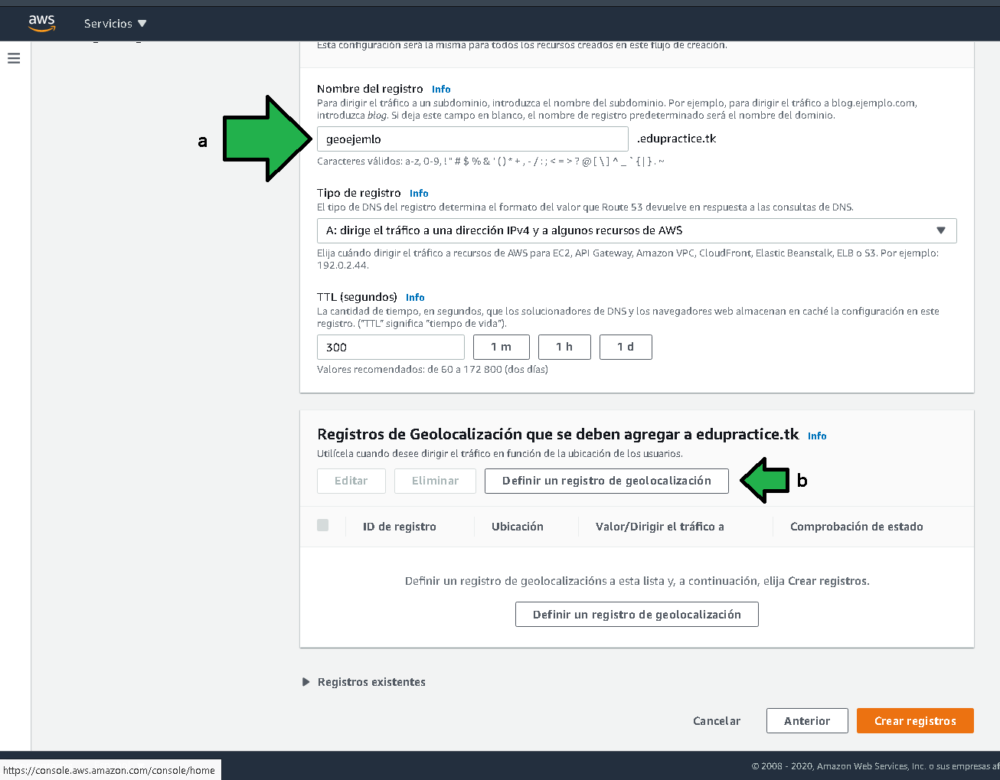 aws
Servicios ▼
Esta configuración será la misma para todos los recursos creados en este flujo de creación.
Nombre del registro Info
Para dirigir el tráfico a un subdominio, introduzca el nombre del subdominio. Por ejemplo, para dirigir el tráfico a blog.ejemplo.com,
introduzca blog. Si deja este campo en blanco, el nombre de registro predeterminado será el nombre del dominio.
a
geoejemlo
.edupractice.tk
Caracteres válidos: a-z, 0-9, ! " # $ % & ' ( ) * + , - / : ; < = > ? @ [ \ ] ^ _ ` { | } . ~
Tipo de registro Info
El tipo de DNS del registro determina el formato del valor que Route 53 devuelve en respuesta a las consultas de DNS.
A: dirige el tráfico a una dirección IPv4 y a algunos recursos de AWS
Elija cuándo dirigir el tráfico a recursos de AWS para EC2, API Gateway, Amazon VPC, CloudFront, Elastic Beanstalk, ELB o S3. Por ejemplo:
192.0.2.44.
TTL (segundos) Info
La cantidad de tiempo, en segundos, que los solucionadores de DNS y los navegadores web almacenan en caché la configuración en este
registro. ("TTL" significa "tiempo de vida").
300 1 m 1 h 1 d
Valores recomendados: de 60 a 172 800 (dos días)
Registros de Geolocalización que se deben agregar a edupractice.tk Info
Utilícela cuando desee dirigir el tráfico en función de la ubicación de los usuarios.
Editar Eliminar Definir un registro de geolocalización b
ID de registro Ubicación Valor/Dirigir el tráfico a Comprobación de estado
Definir un registro de geolocalizacións a esta lista y, a continuación, elija Crear registros.
Definir un registro de geolocalización
Registros existentes
Cancelar Anterior Crear registros
© 2008 - 2020, Amazon Web Services, Inc. o sus empresas af
https://console.aws.amazon.com/console/home